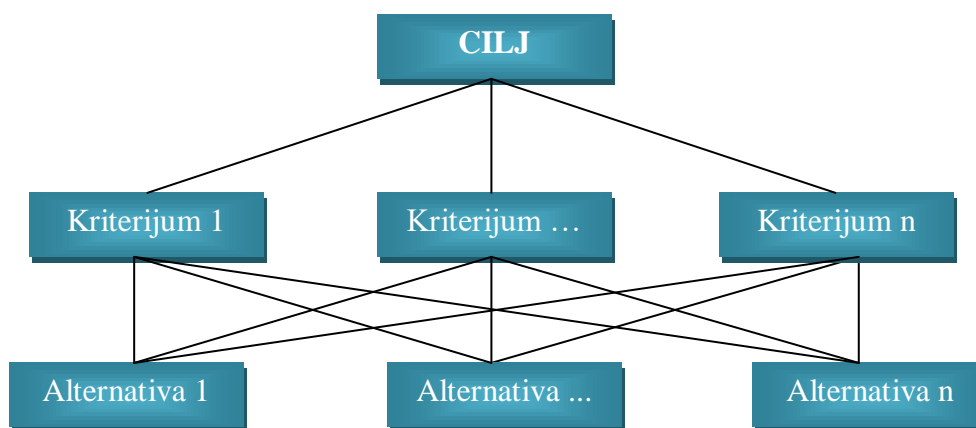 CILJ
Kriterijum 1
Kriterijum …
Kriterijum n
Alternativa 1
Alternativa ...
Alternativa n